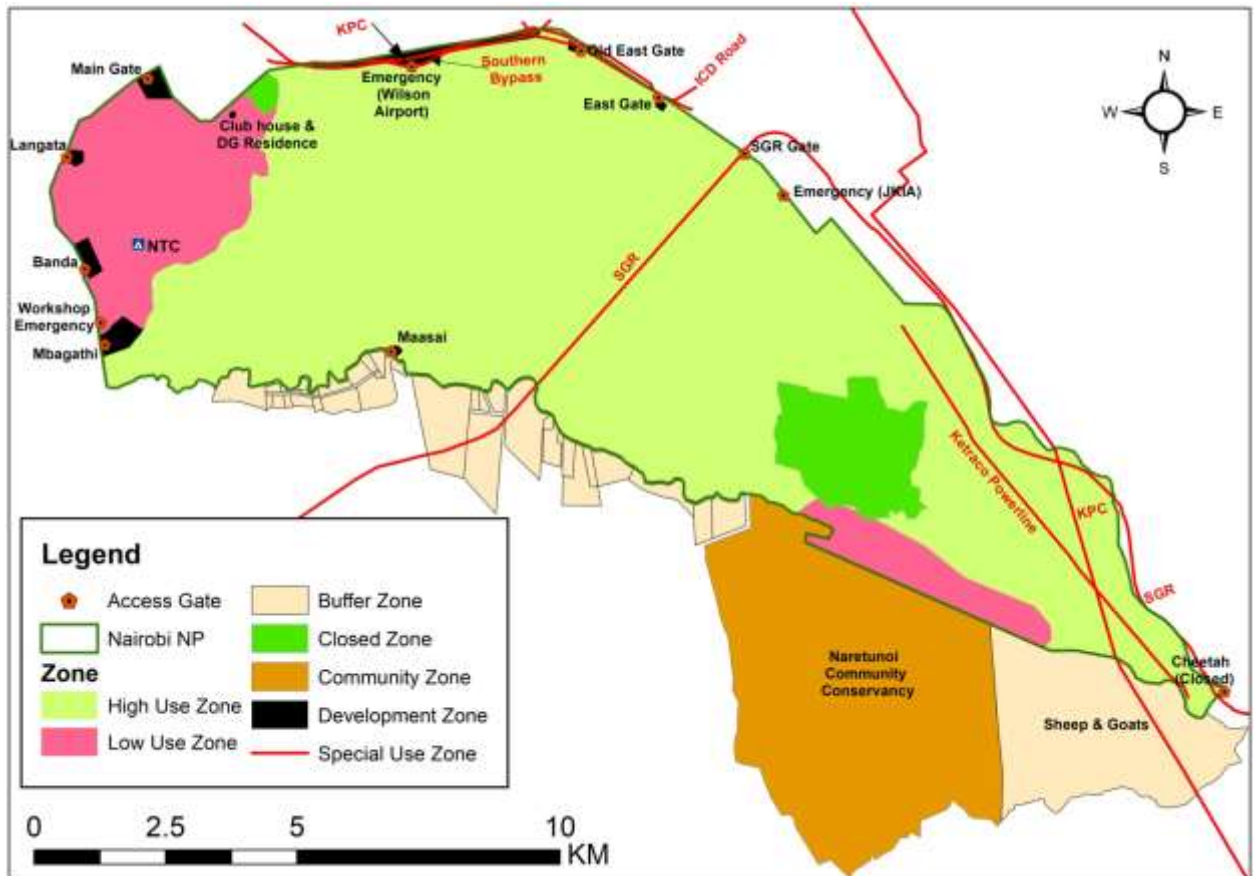 KPC
Main Gate
Old East Gate
Southern
Bypass
ICD Road
Emergency
(Wilson
Airport)
East Gate
Club house &
DG Residence
Langata
SGR Gate
Emergency (JKIA)
N
W
E
S
NTC
Banda
SGR
Workshop
Emergency
Mbagathi
Maasai
Ketraco Powerline
KPC
SGR
Cheetah
(Closed)
Naretunoi
Community
Conservancy
Sheep & Goats
Legend
Access Gate
Nairobi NP
Zone
High Use Zone
Low Use Zone
Buffer Zone
Closed Zone
Community Zone
Development Zone
Special Use Zone
0 2.5 5 10
KM